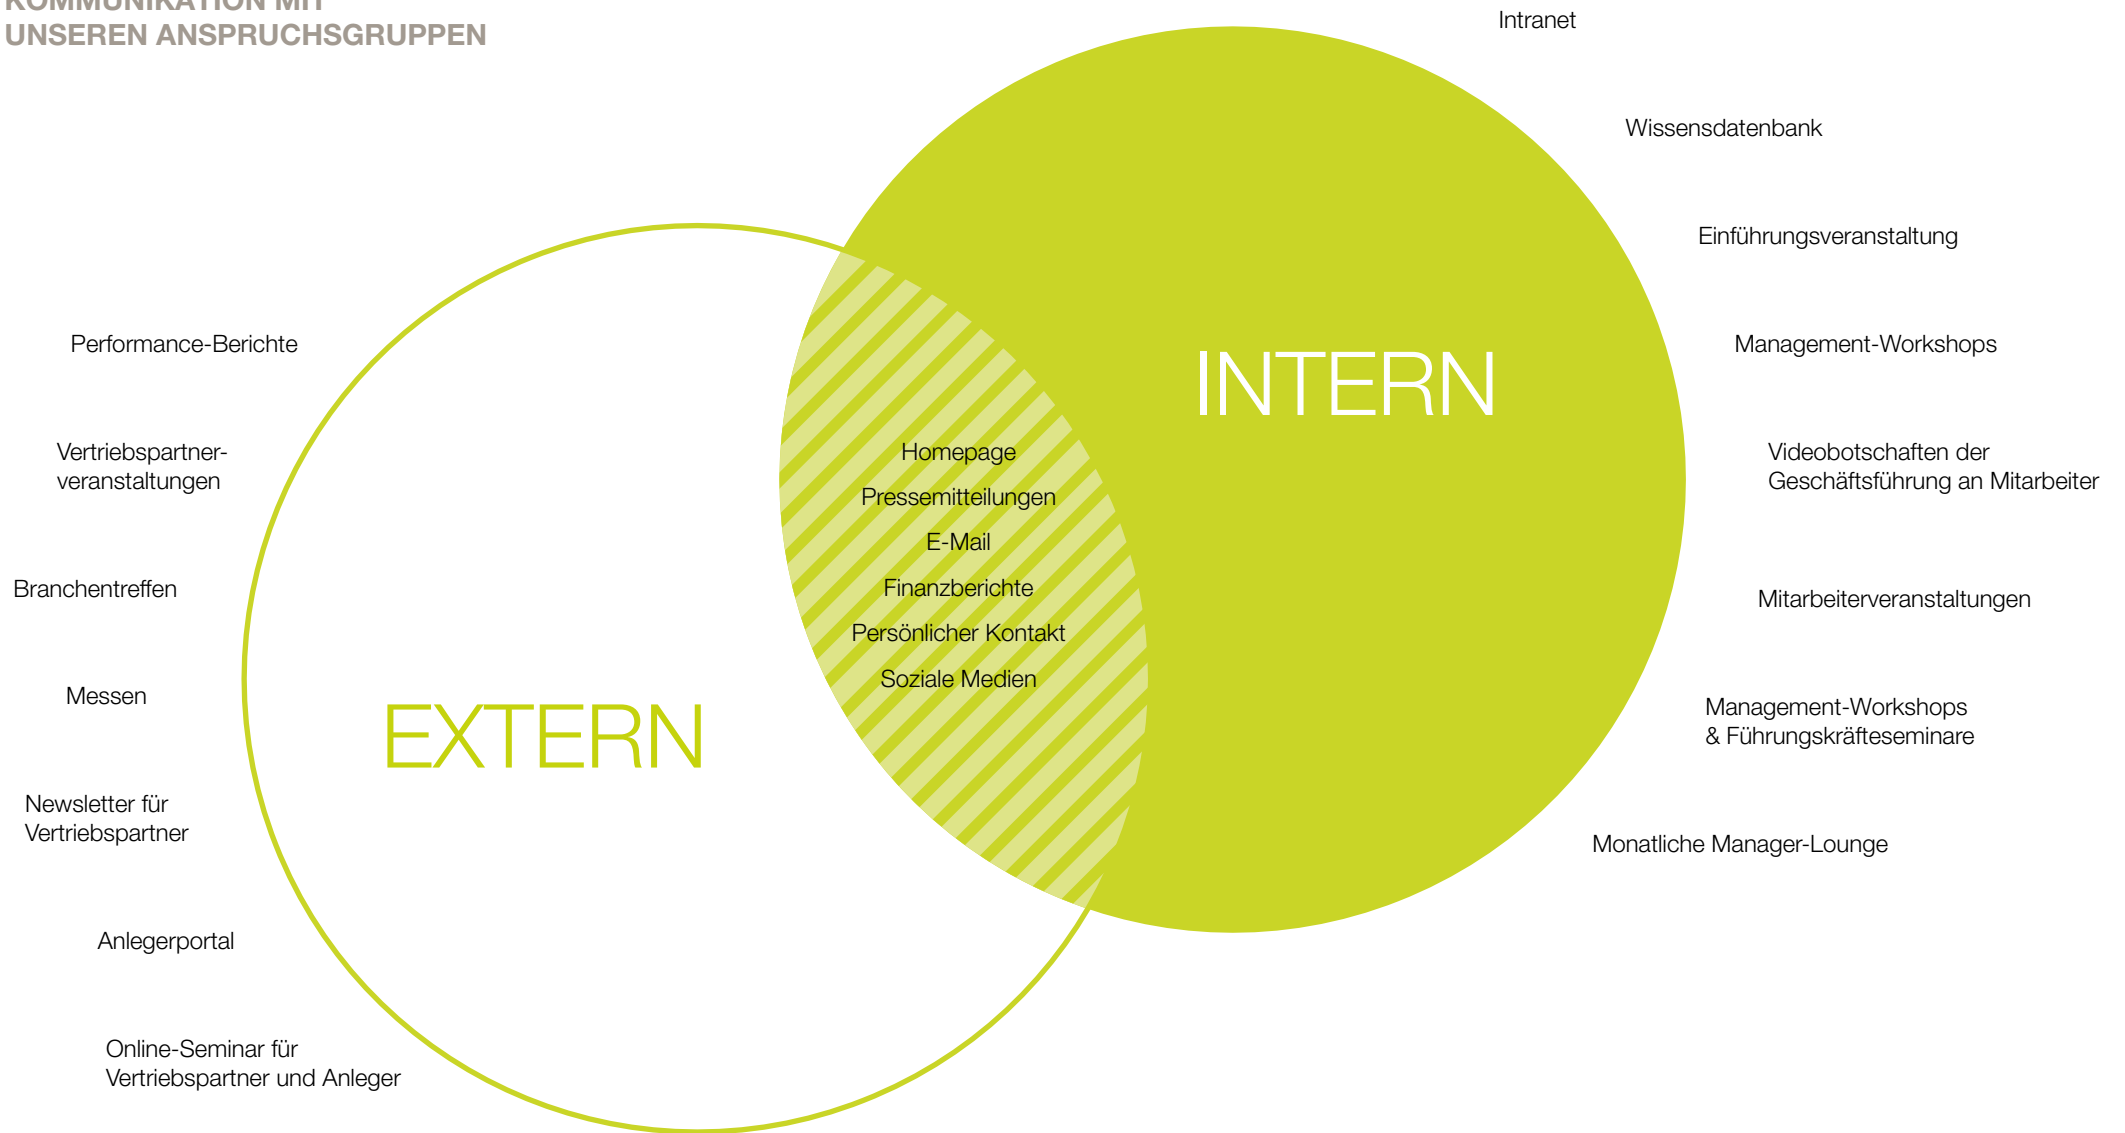 KOMMUNIKATION MIT
UNSEREN ANSPRUCHSGRUPPEN
EXTERN
Performance-Berichte
Vertriebspartner-
veranstaltungen
Branchentreffen
Messen
Newsletter für
Vertriebspartner
Anlegerportal
Online-Seminar für
Vertriebspartner und Anleger
Homepage
Pressemitteilungen
E-Mail
Finanzberichte
Persönlicher Kontakt
Soziale Medien
INTERN
Intranet
Wissensdatenbank
Einführungsveranstaltung
Management-Workshops
Videobotschaften der
Geschäftsführung an Mitarbeiter
Mitarbeiterveranstaltungen
Management-Workshops
& Führungskräfteseminare
Monatliche Manager-Lounge